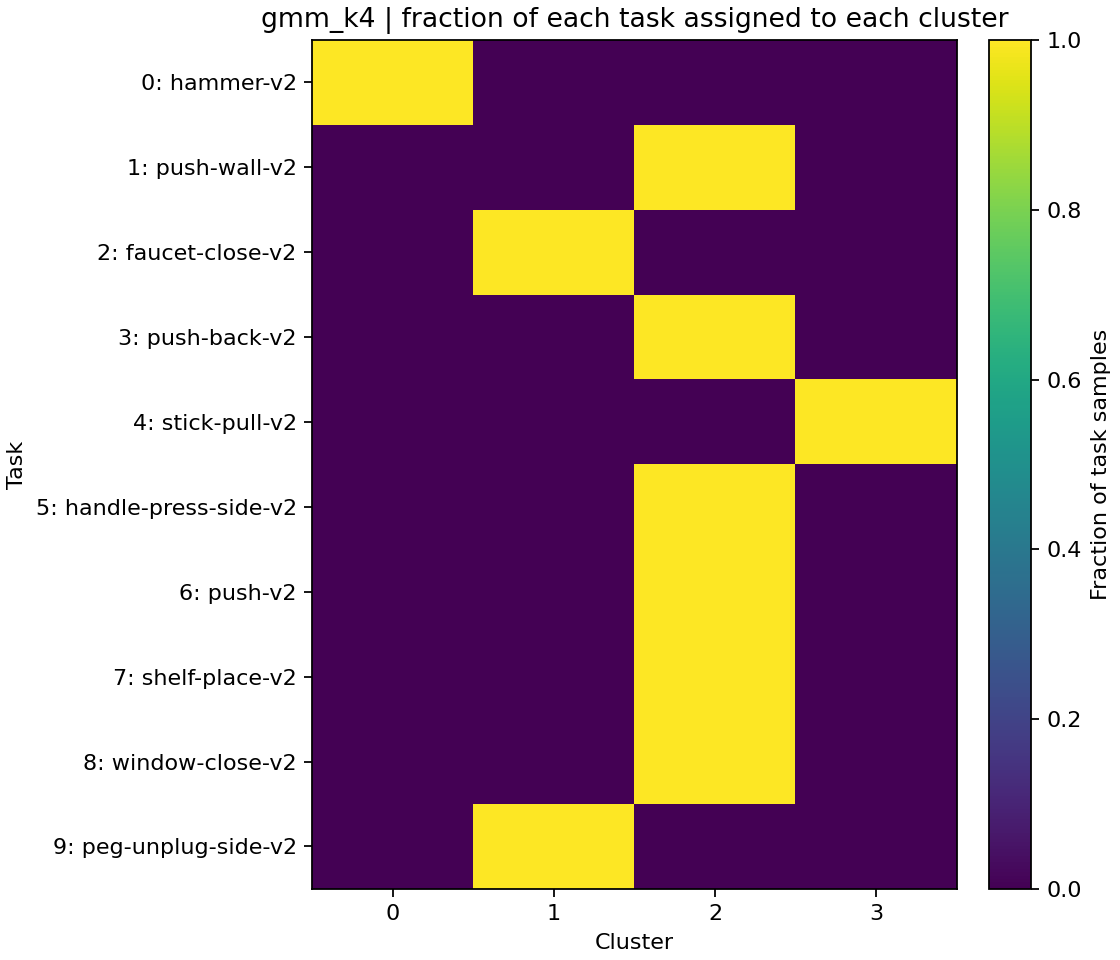 gmm_k4 | fraction of each task assigned to each cluster
0: hammer-v2
1: push-wall-v2
2: faucet-close-v2
3: push-back-v2
4: stick-pull-v2
5: handle-press-side-v2
6: push-v2
7: shelf-place-v2
8: window-close-v2
9: peg-unplug-side-v2
Task
0 1 2 3
Cluster
1.0
0.8
0.6
0.4
0.2
0.0
Fraction of task samples